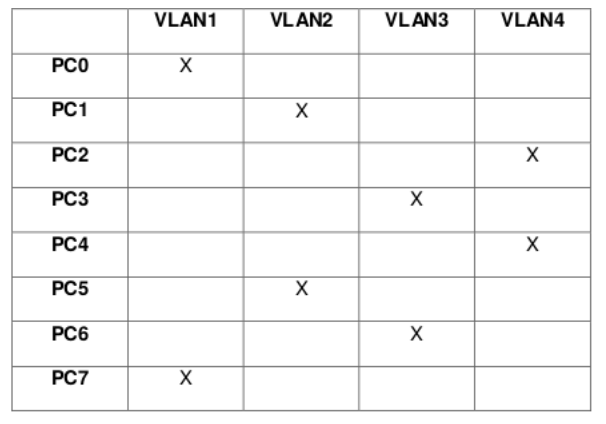 VLAN1 VLAN2 VLAN3 VLAN4
PC0 X
PC1 X
PC2 X
PC3 X
PC4 X
PC5 X
PC6 X
PC7 X